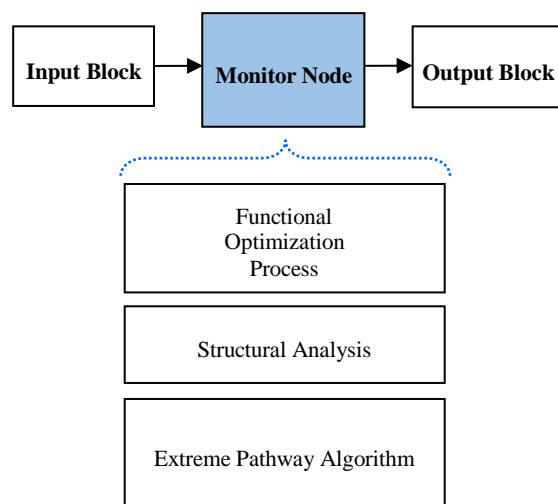 Input Block
Monitor Node
Output Block
Functional
Optimization
Process
Structural Analysis
Extreme Pathway Algorithm